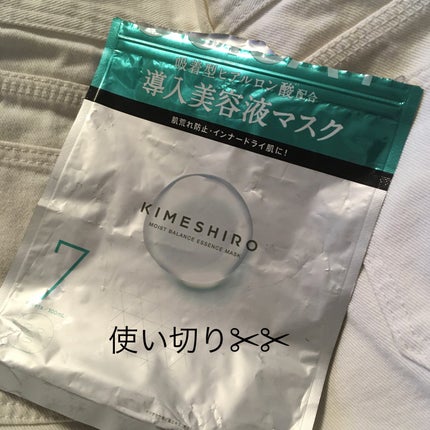 吸着型ヒアルロン酸配合
導入美容液マスク
肌荒れ防止・インナードライ肌に!
KIMESHIRO
MOIST BALANCE ESSENCE MASK
7
使い切り✂✂